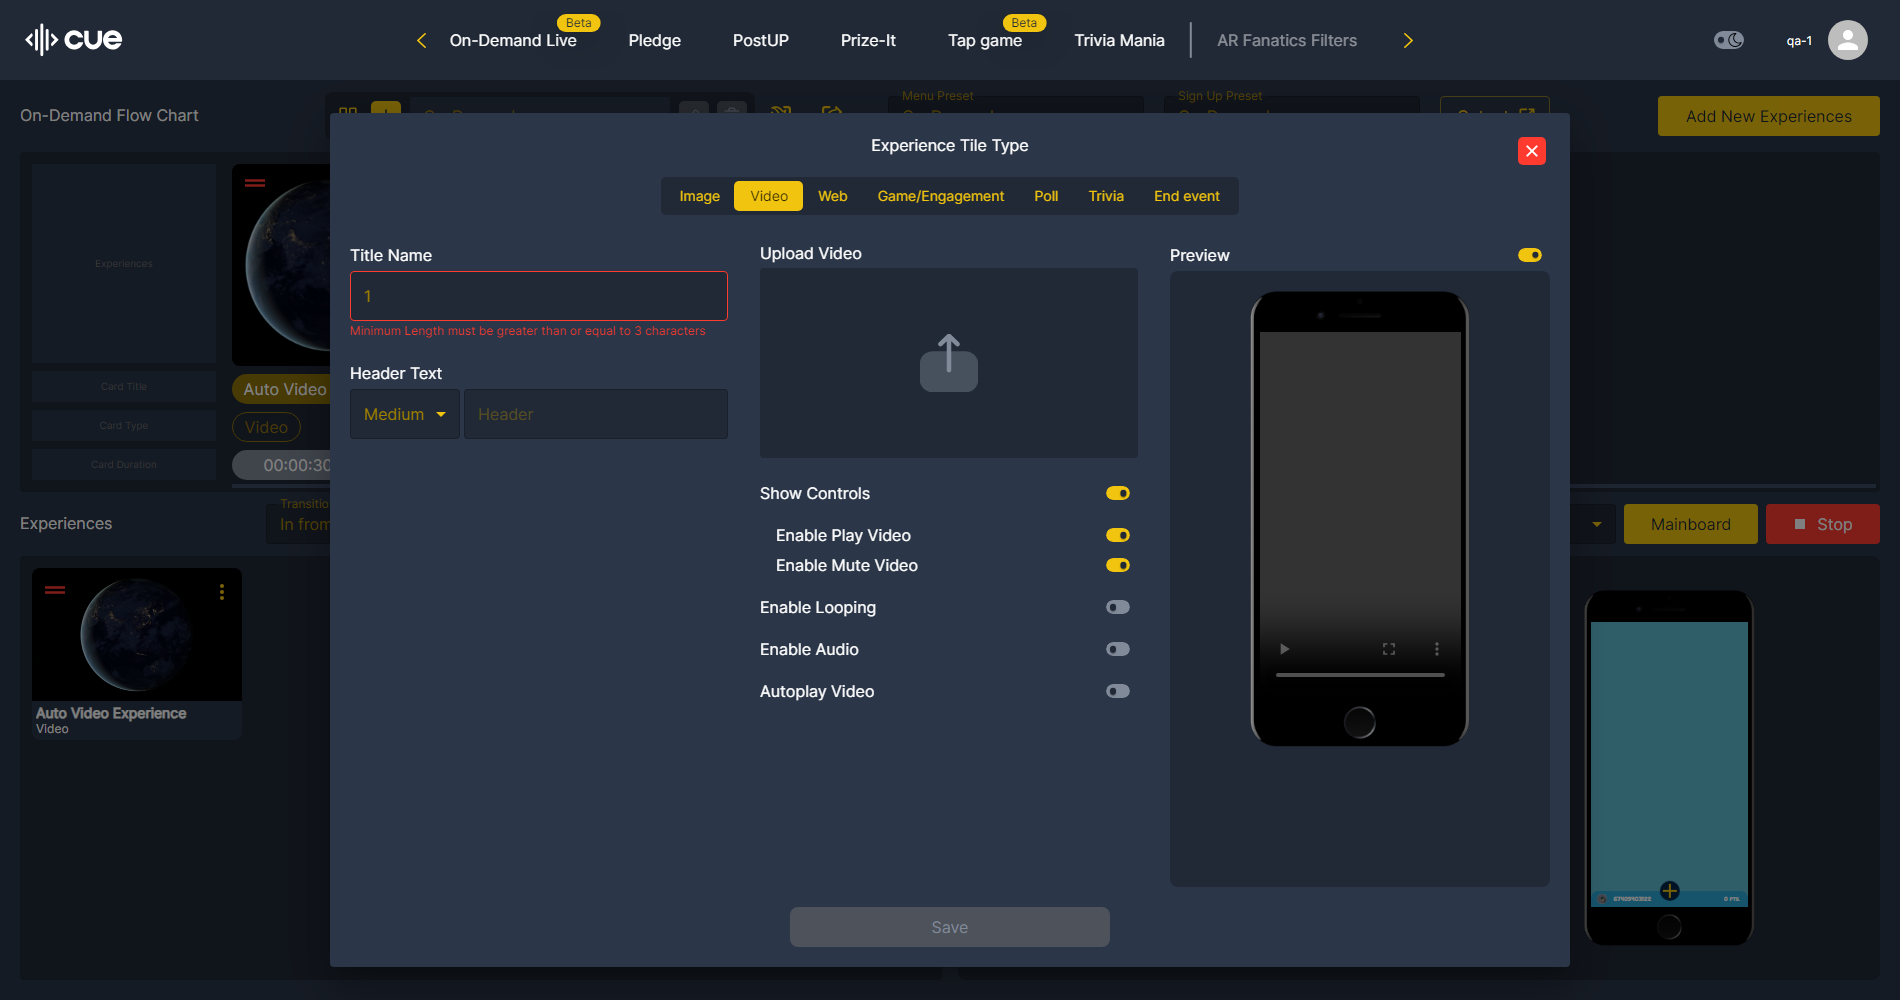 cue
Beta
Beta
On-Demand Live
Pledge
PostUP
Prize-It
Tap game
Trivia Mania
AR Fanatics Filters
qa-1
Menu Preset
Sign Up Preset
On-Demand Flow Chart
Add New Experiences
Experience Tile Type
Image
Video
Web
Game/Engagement
Poll
Trivia
End event
Experiences
Card Title
Card Type
Card Duration
Auto Video
Video
00:00:30
Title Name
1
Minimum Length must be greater than or equal to 3 characters
Header Text
Medium
Header
Upload Video
Show Controls
Enable Play Video
Enable Mute Video
Enable Looping
Enable Audio
Autoplay Video
Preview
Transitio
In from
Experiences
Mainboard
Stop
Auto Video Experience
Video
0 PTS.
Save